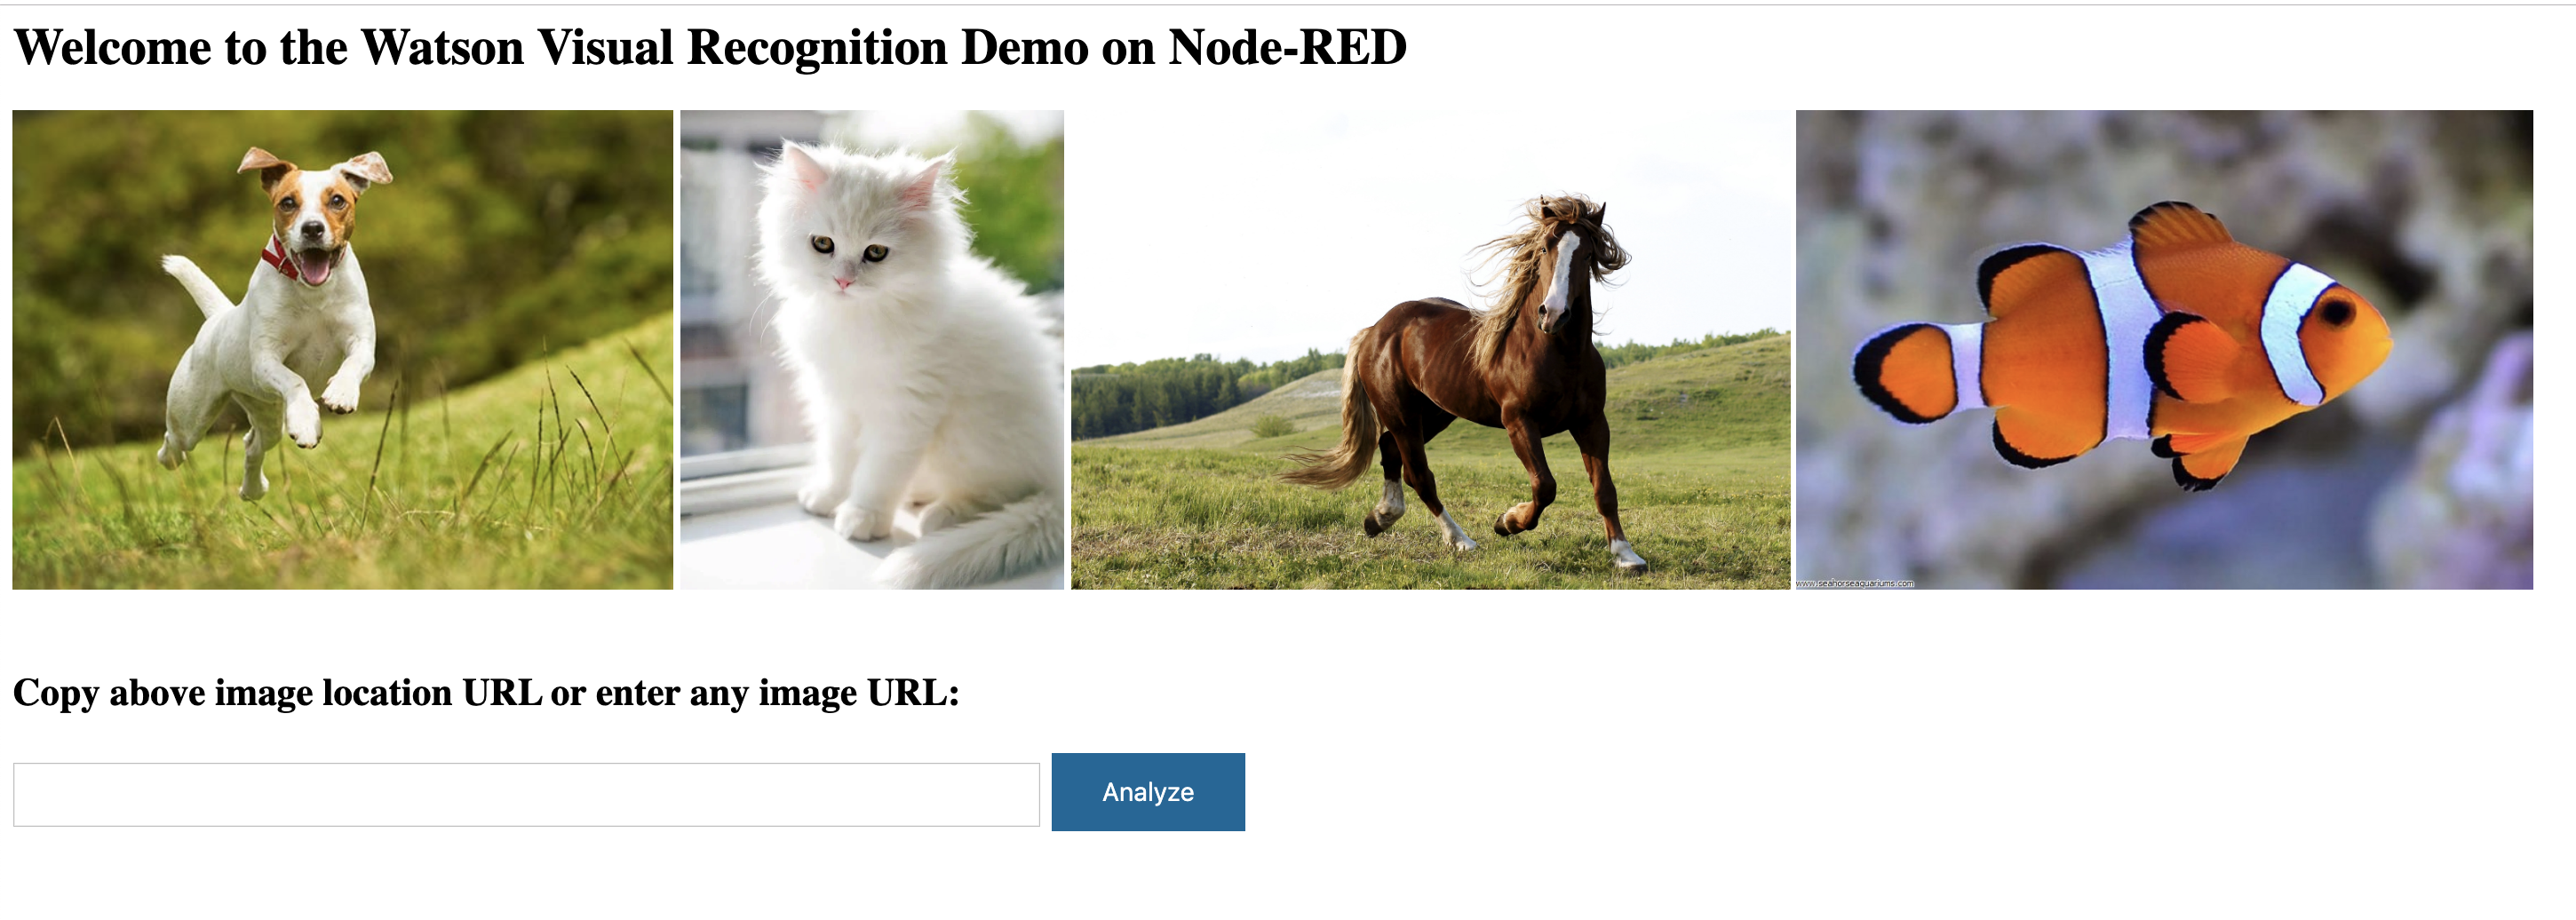 Welcome to the Watson Visual Recognition Demo on Node-RED
www.seahorseaquariums.com
Copy above image location URL or enter any image URL:
Analyze